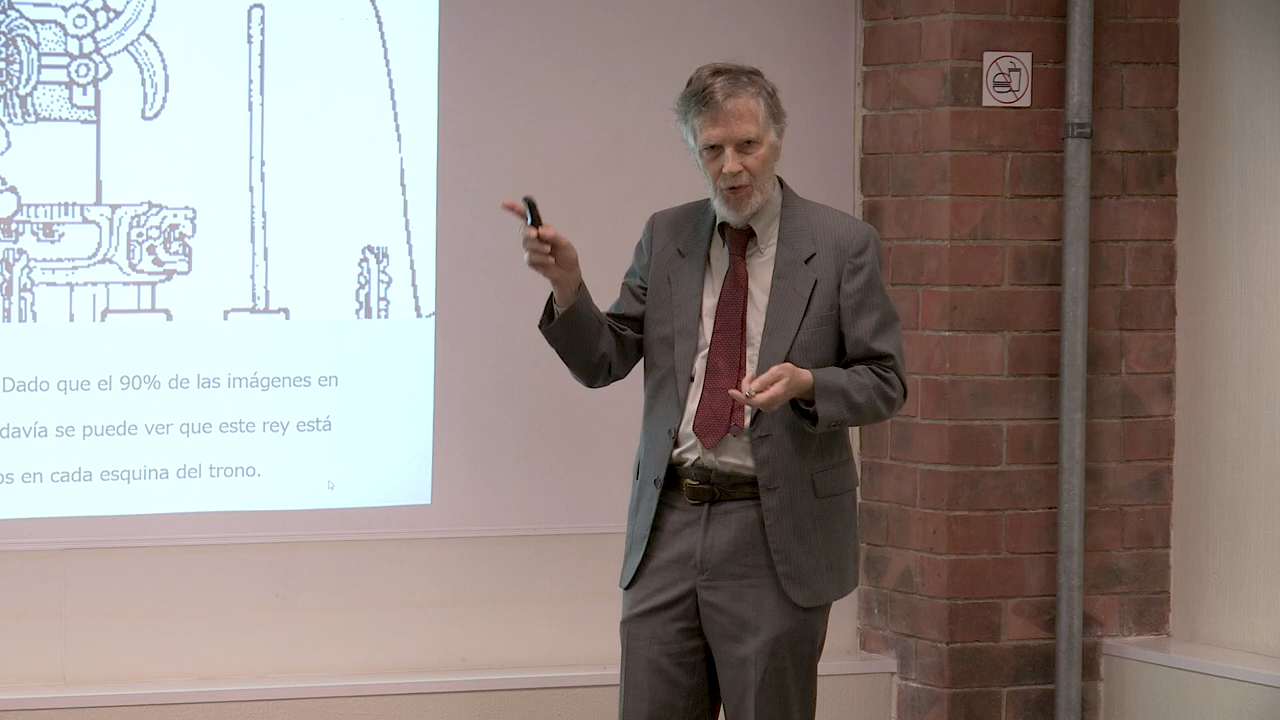 Dado que el 90% de las imágenes en
davía se puede ver que este rey está
os en cada esquina del trono.